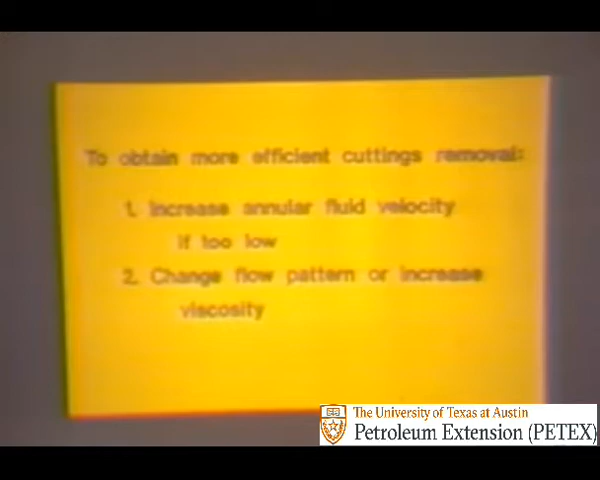 To obtain more efficient cuttings removal:
1. Increase annular fluid velocity
if too low
2. Change flow pattern or increase
viscosity
The University of Texas at Austin
Petroleum Extension (PETEX)